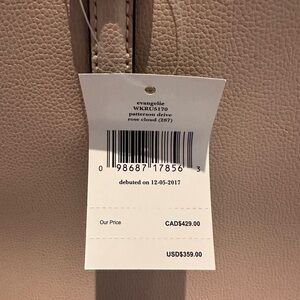 evangelie
WKRU5170
patterson drive
rose cloud (267)
0 98687 17856 3
debuted on 12-05-2017
Our Price CAD$429.00
USD$359.00